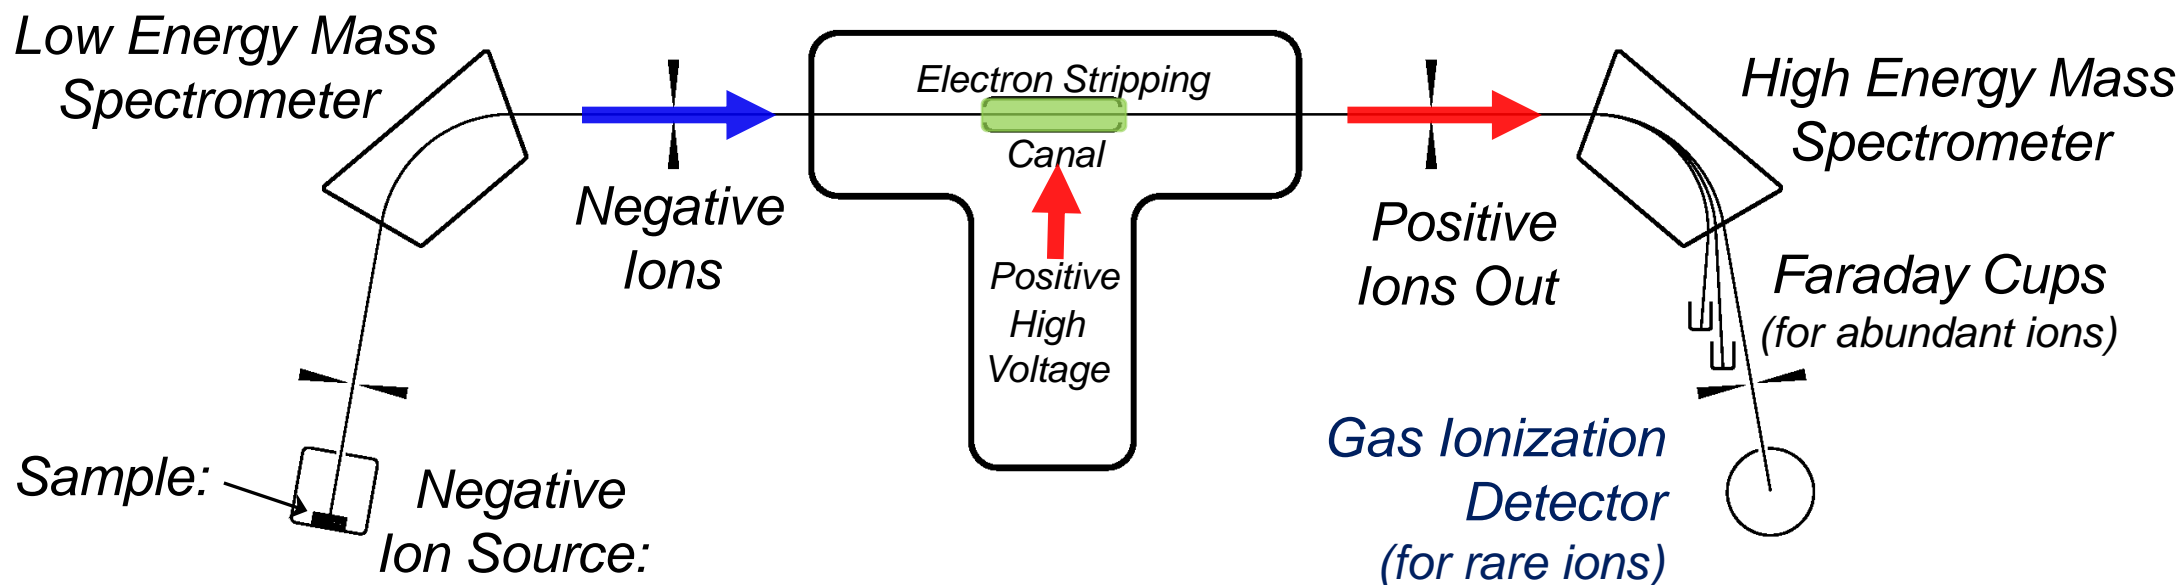 Low Energy Mass
Spectrometer
Sample:
Negative
Ion Source:
Negative
Ions
Electron Stripping
Canal
Positive
High
Voltage
Positive
Ions Out
High Energy Mass
Spectrometer
Faraday Cups
(for abundant ions)
Gas Ionization
Detector
(for rare ions)